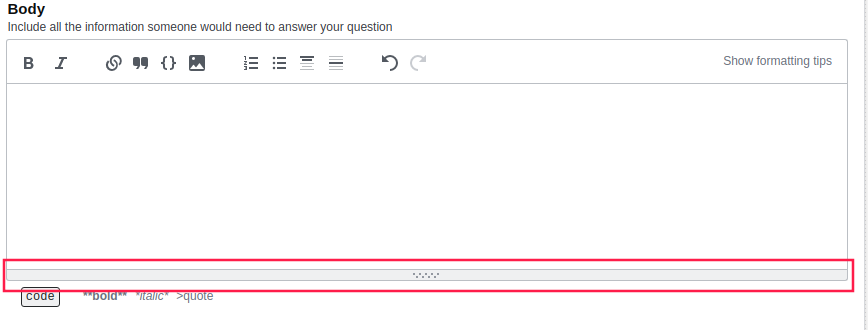 Body
Include all the information someone would need to answer your question
B I {} Show formatting tips
code **bold** *italic* >quote